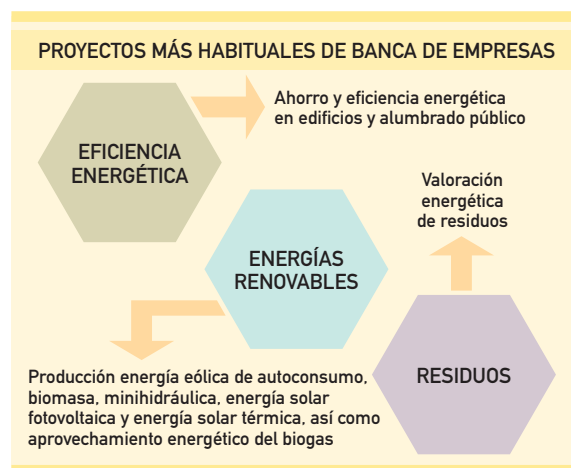 PROYECTOS MÁS HABITUALES DE BANCA DE EMPRESAS
Ahorro y eficiencia energética
en edificios y alumbrado público
EFICIENCIA
ENERGÉTICA
Valoración
energética
de residuos
ENERGÍAS
RENOVABLES
RESIDUOS
Producción energía eólica de autoconsumo,
biomasa, minihidráulica, energía solar
fotovoltaica y energía solar térmica, así como
aprovechamiento energético del biogas